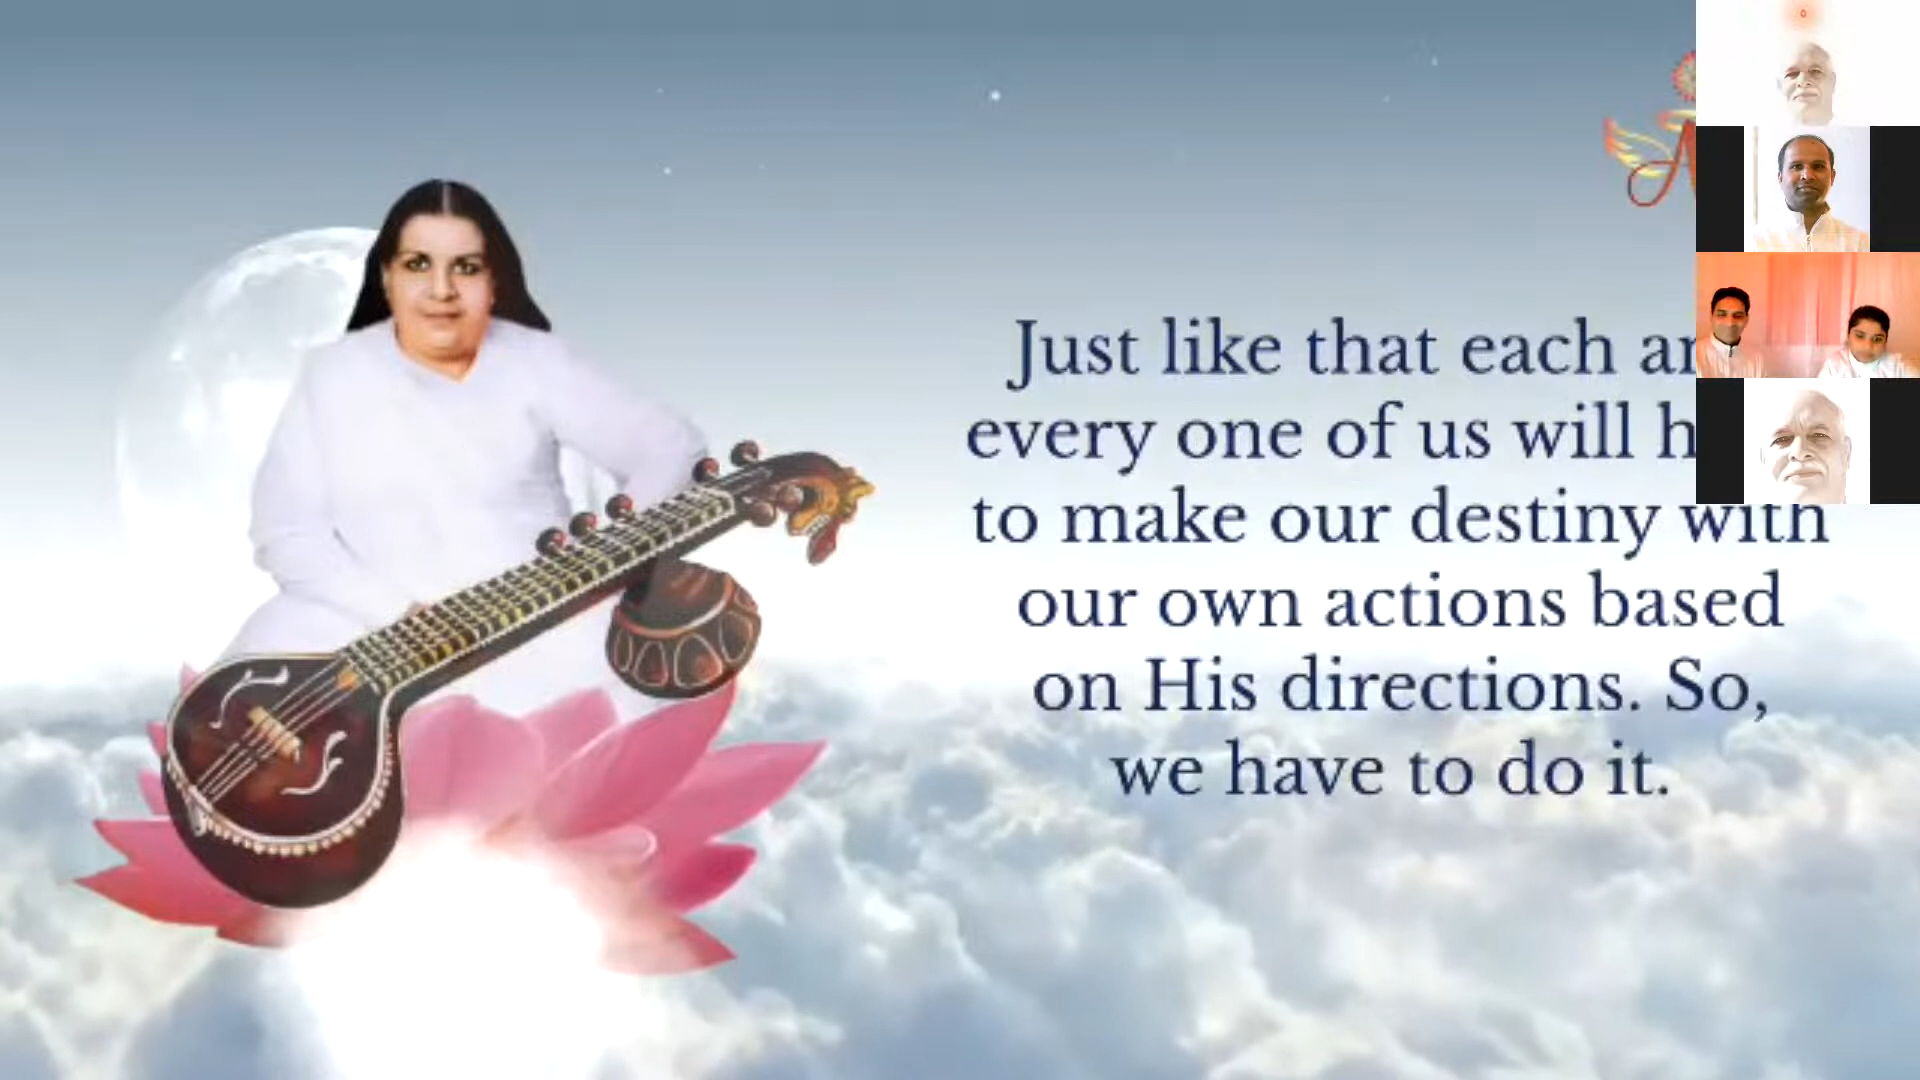 Just like that each
every one of us will
to make our destiny with
our own actions based
on His directions. So,
we have to do it.